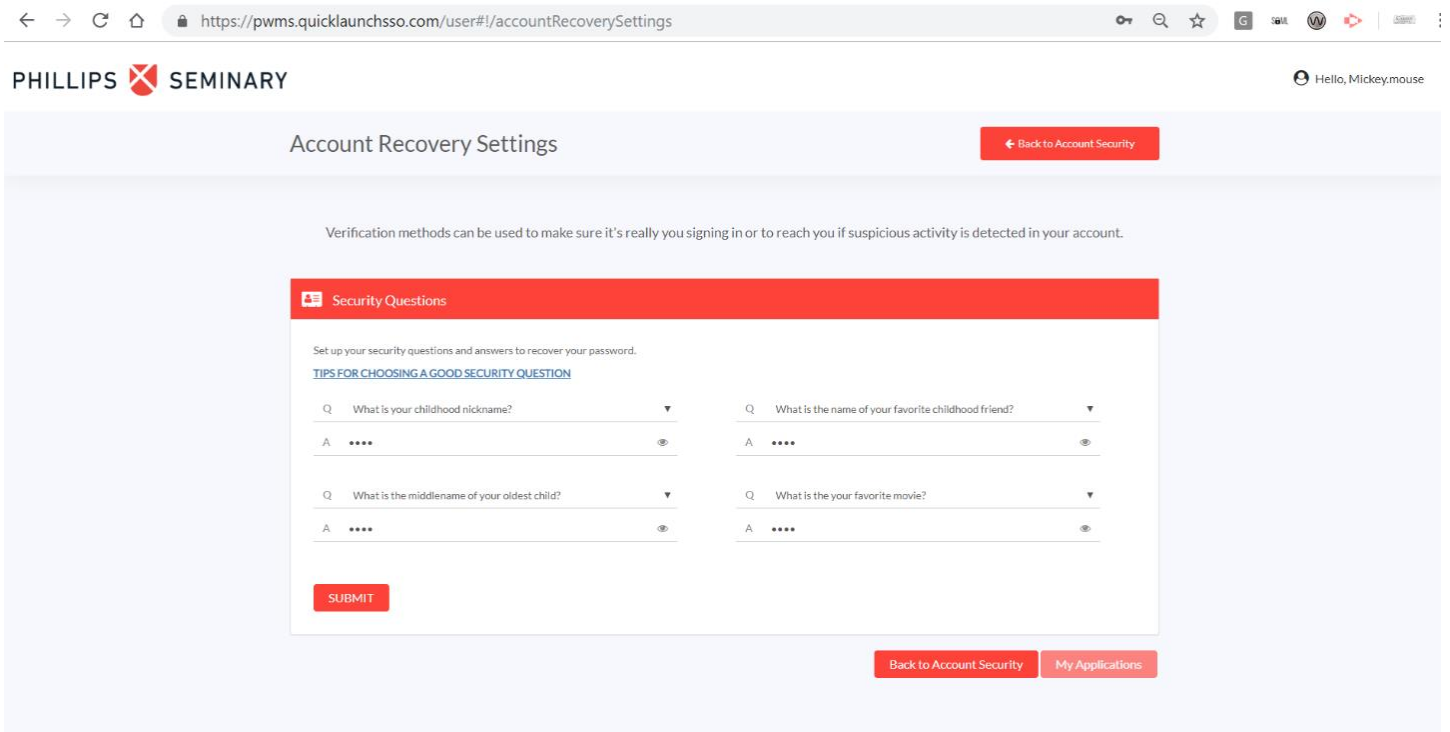 https://pwms.quicklaunchsso.com/user#!/accountRecoverySettings
PHILLIPS SEMINARY
Hello, Mickey.mouse
Account Recovery Settings
Back to Account Security
Verification methods can be used to make sure it's really you signing in or to reach you if suspicious activity is detected in your account.
Security Questions
Set up your security questions and answers to recover your password.
TIPS FOR CHOOSING A GOOD SECURITY QUESTION
Q What is your childhood nickname?
A ••••
Q What is the name of your favorite childhood friend?
A ••••
Q What is the middlename of your oldest child?
A ••••
Q What is the your favorite movie?
A ••••
SUBMIT
Back to Account Security
My Applications